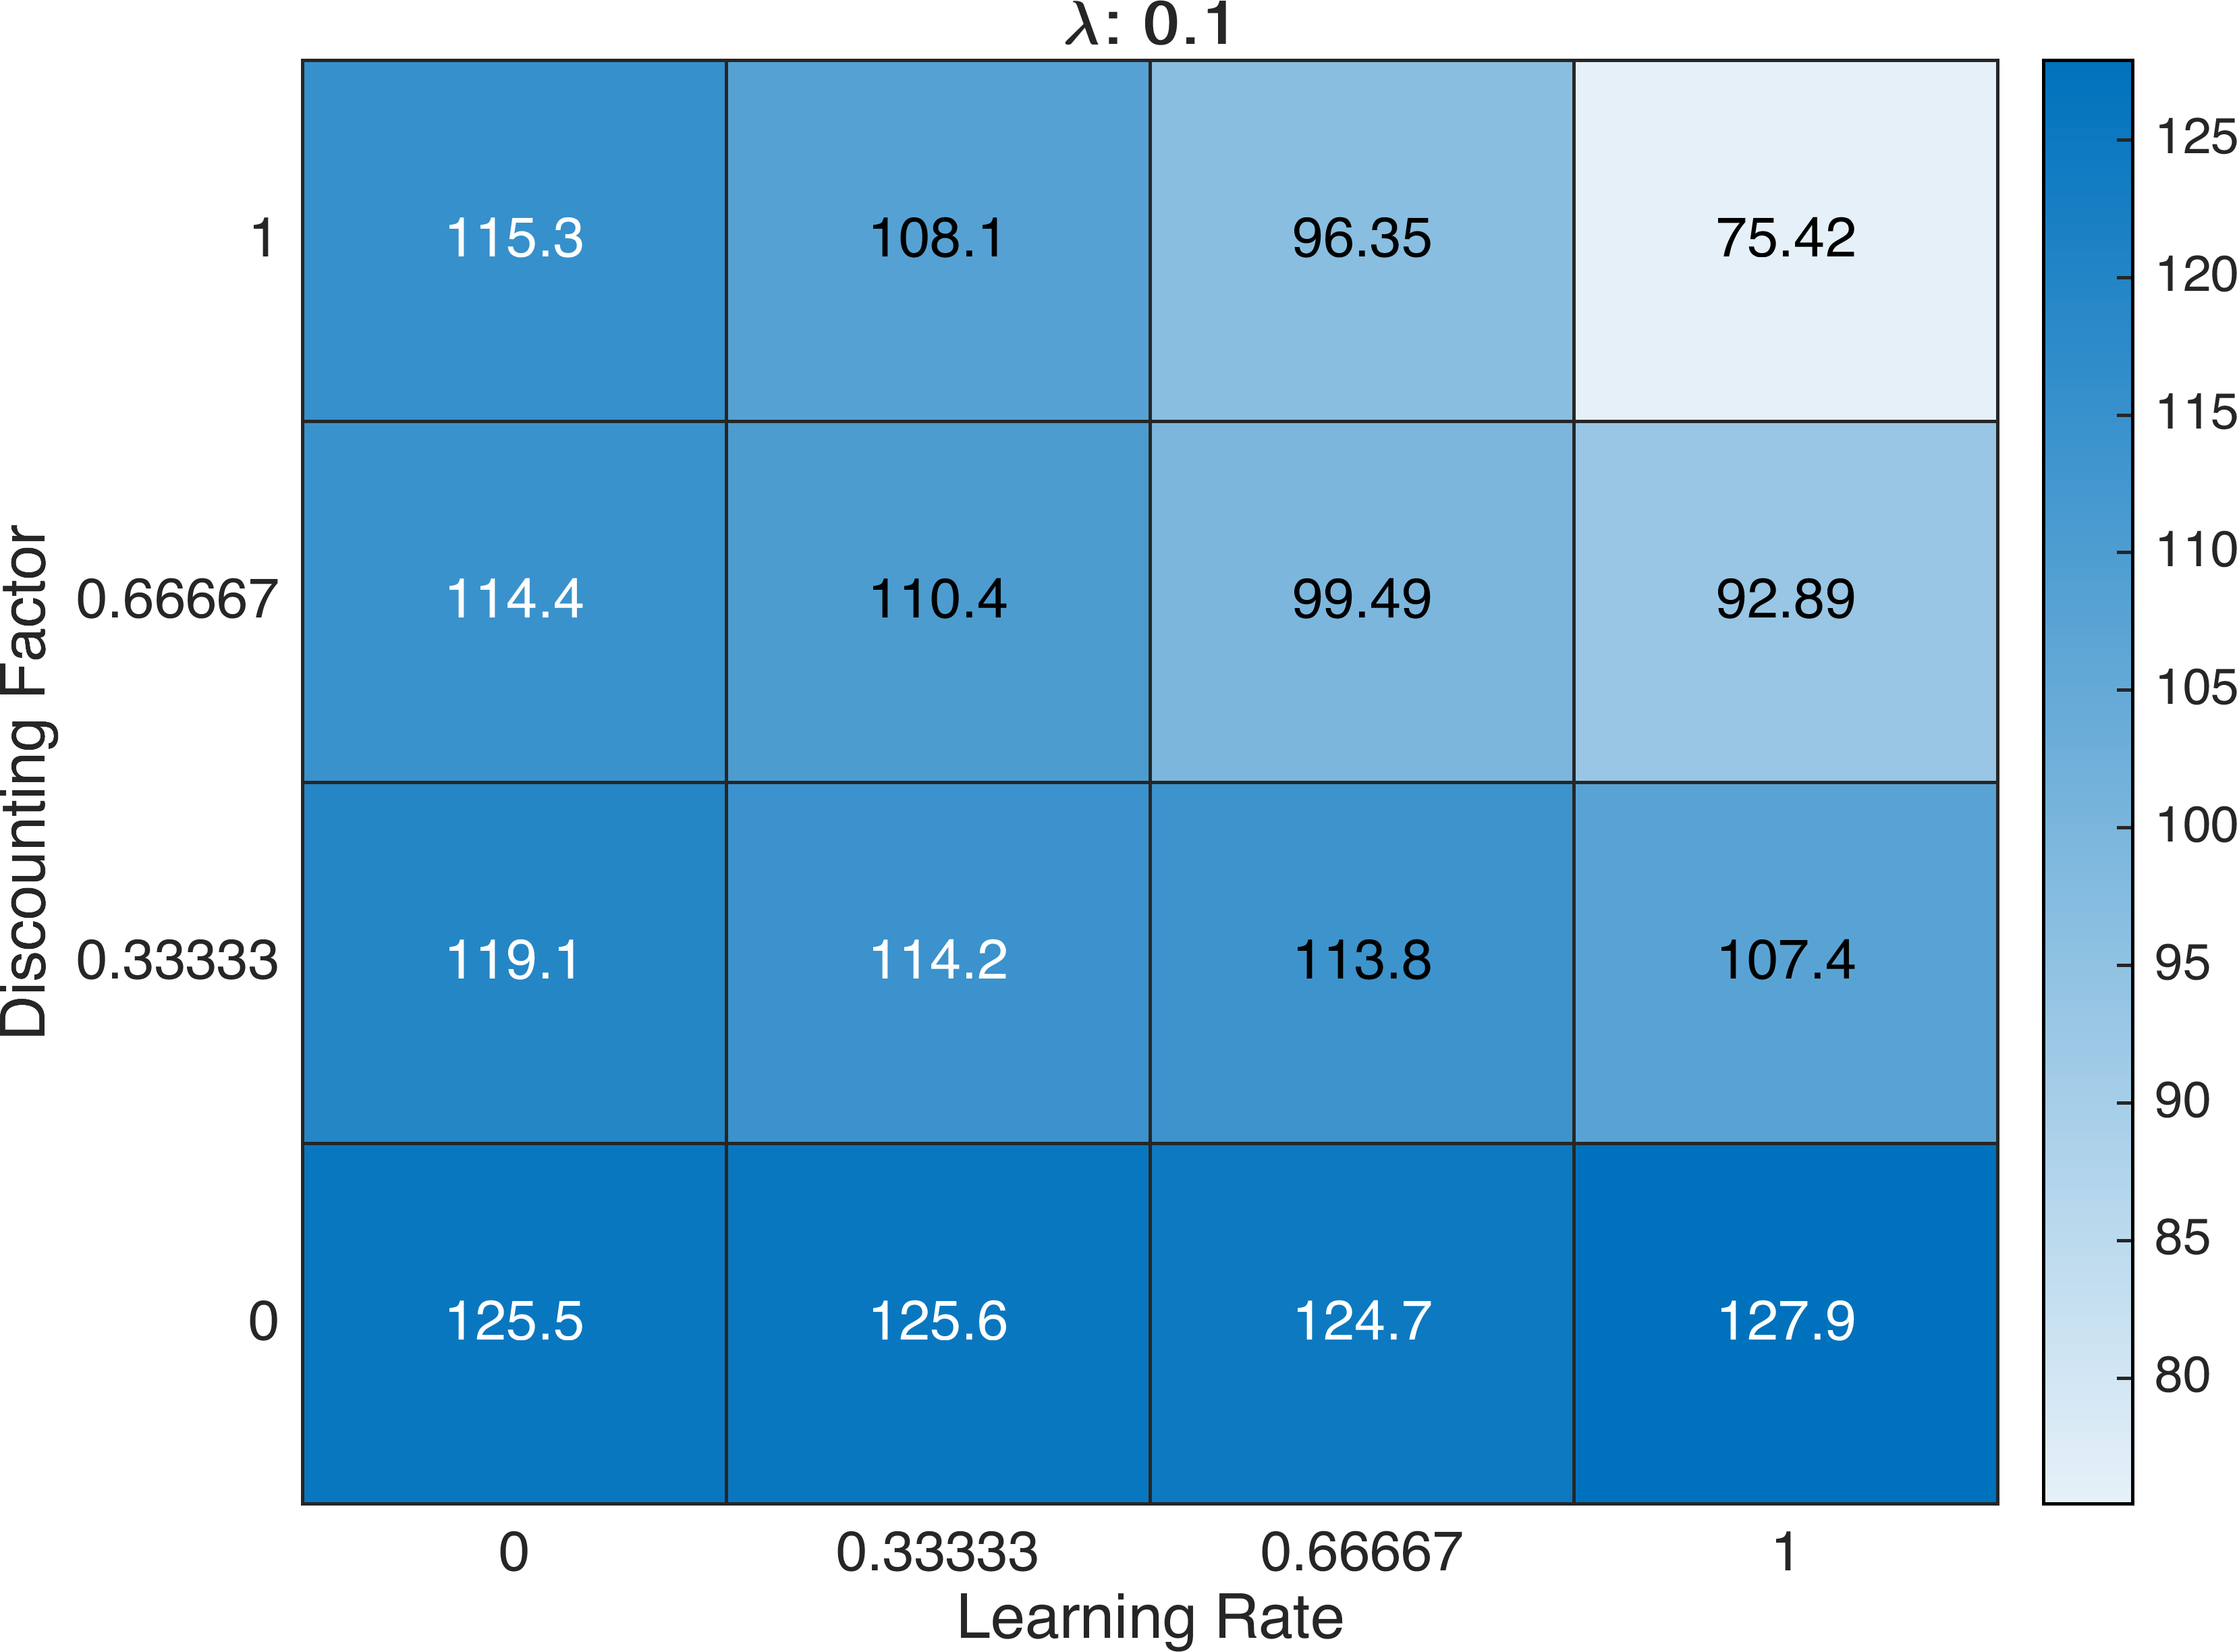 λ: 0.1
1 115.3 108.1 96.35 75.42
0.66667 114.4 110.4 99.49 92.89
0.33333 119.1 114.2 113.8 107.4
0 125.5 125.6 124.7 127.9
0 0.33333 0.66667 1
Learning Rate
Discounting Factor
125
120
115
110
105
100
95
90
85
80